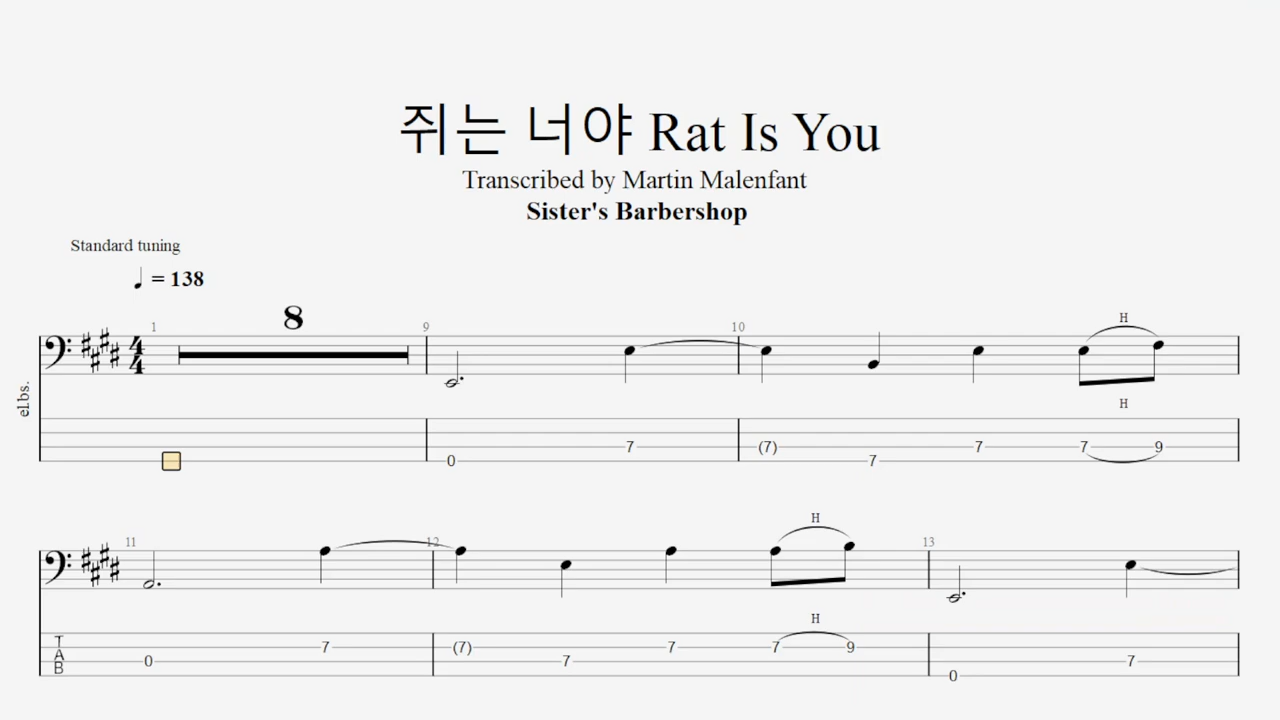 쥐는 너야 Rat Is You
Transcribed by Martin Malenfant
Sister's Barbershop
Standard tuning
♩ = 138
8
1 9 10
H
el.bs.
4/4
H
7 (7) 7 7 9
0 7
11 12 13
H
H
T 7 (7) 7 7 9
A 0 7 7
B 0